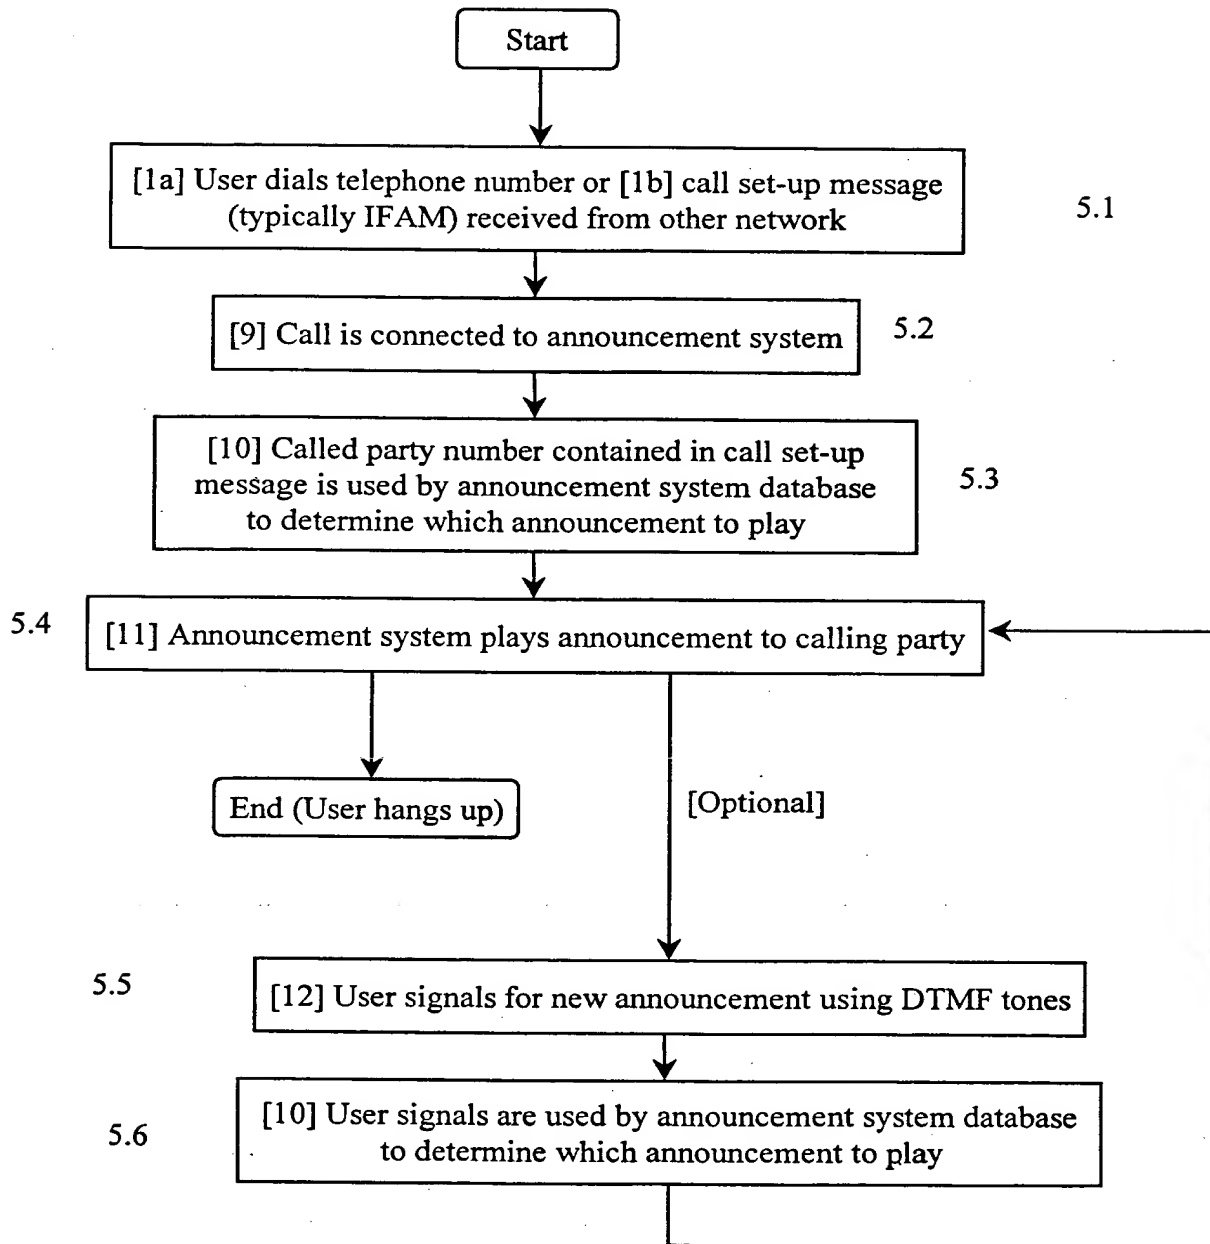 Start
[1a] User dials telephone number or [1b] call set-up message
(typically IFAM) received from other network
5.1
[9] Call is connected to announcement system
5.2
[10] Called party number contained in call set-up
message is used by announcement system database
to determine which announcement to play
5.3
5.4
[11] Announcement system plays announcement to calling party
End (User hangs up)
[Optional]
5.5
[12] User signals for new announcement using DTMF tones
5.6
[10] User signals are used by announcement system database
to determine which announcement to play